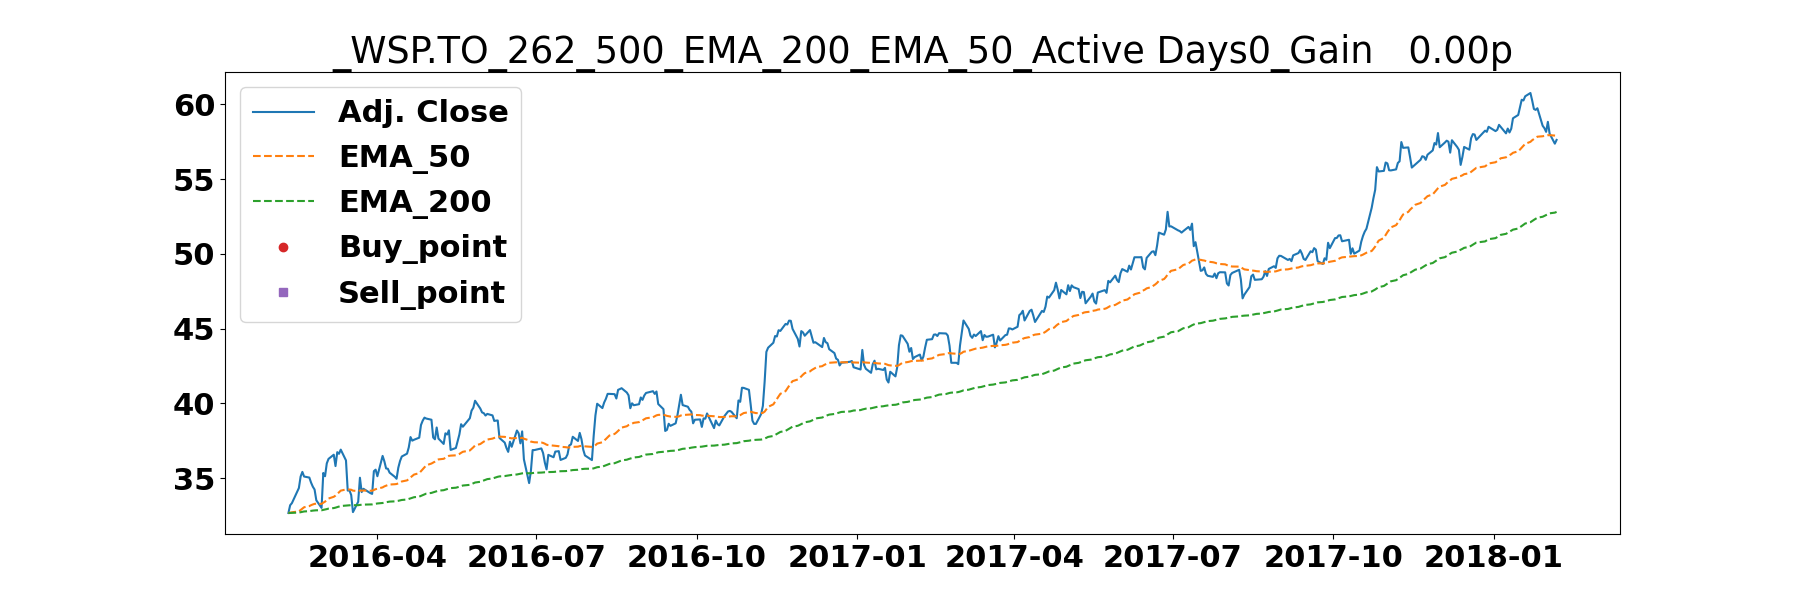 _WSP.TO_262_500_EMA_200_EMA_50_Active Days0_Gain   0.00p
60
55
50
45
40
35
Adj. Close
EMA_50
EMA_200
Buy_point
Sell_point
2016-04 2016-07 2016-10 2017-01 2017-04 2017-07 2017-10 2018-01